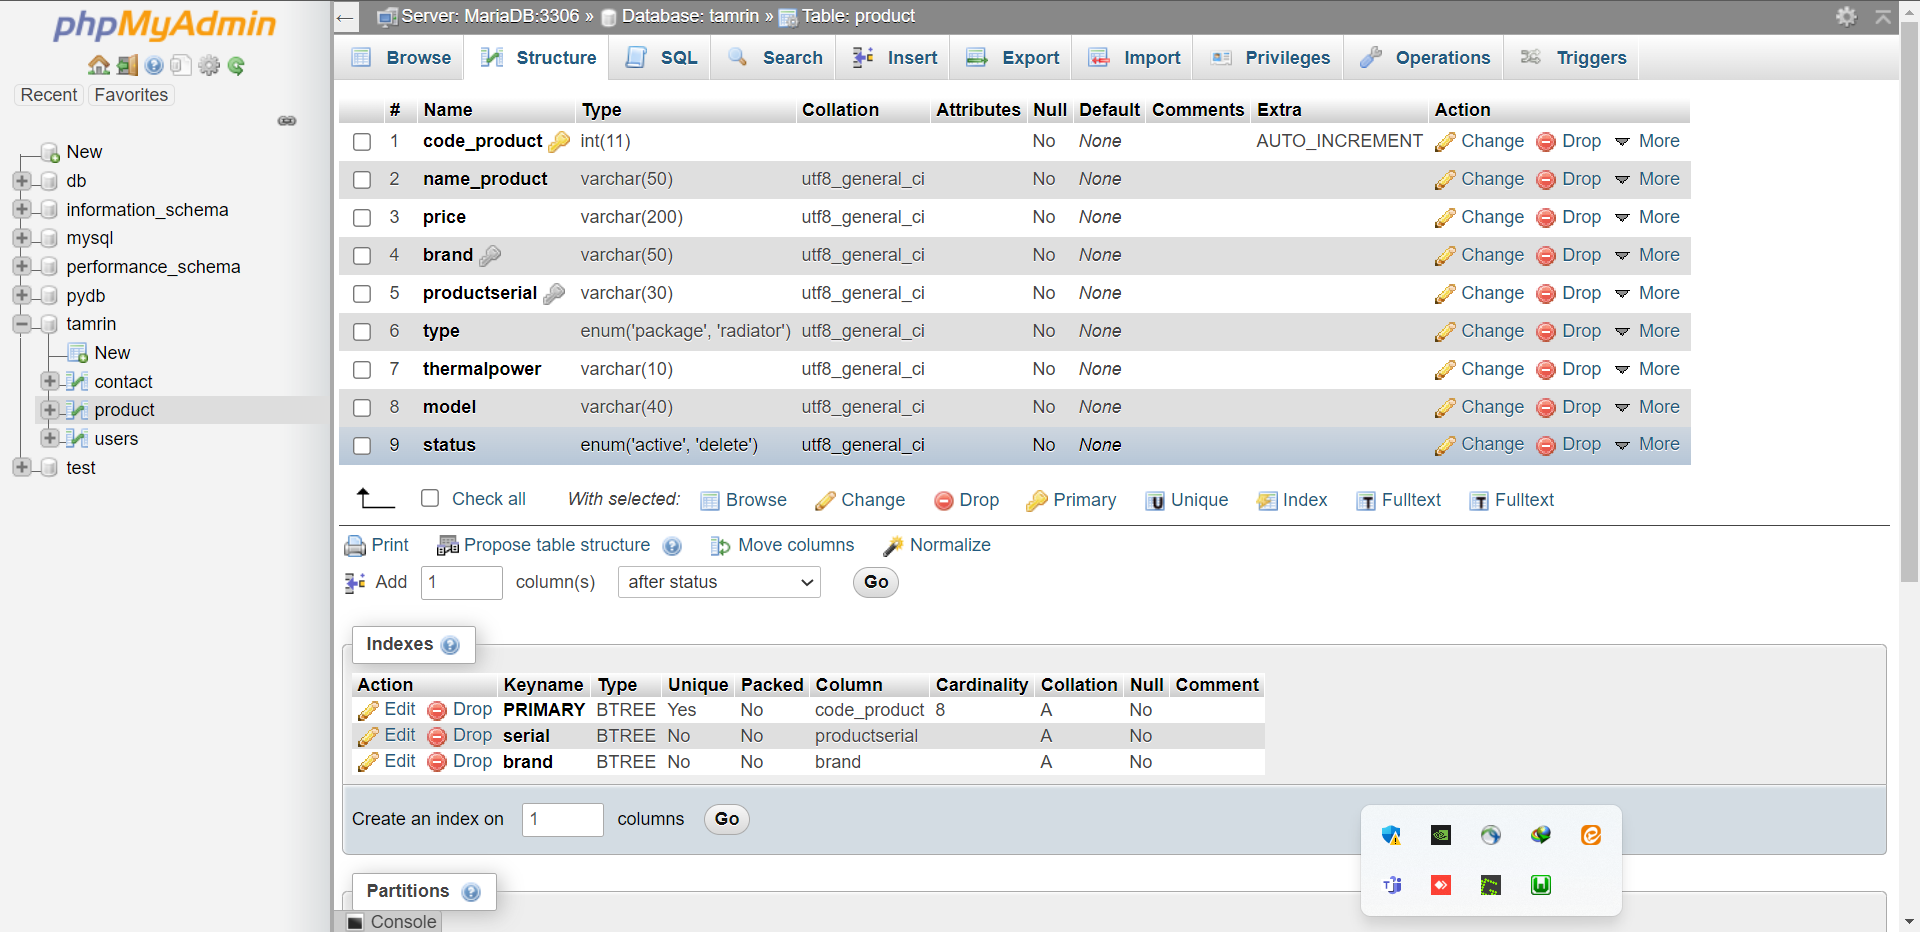 phpMyAdmin
Recent Favorites
New
db
information_schema
mysql
performance_schema
pydb
tamrin
New
contact
product
users
test
Server: MariaDB:3306 » Database: tamrin » Table: product
Browse Structure SQL Search Insert Export Import Privileges Operations Triggers
# Name Type Collation Attributes Null Default Comments Extra Action
1 code_product int(11) No None AUTO_INCREMENT Change Drop More
2 name_product varchar(50) utf8_general_ci No None Change Drop More
3 price varchar(200) utf8_general_ci No None Change Drop More
4 brand varchar(50) utf8_general_ci No None Change Drop More
5 productserial varchar(30) utf8_general_ci No None Change Drop More
6 type enum('package', 'radiator') utf8_general_ci No None Change Drop More
7 thermalpower varchar(10) utf8_general_ci No None Change Drop More
8 model varchar(40) utf8_general_ci No None Change Drop More
9 status enum('active', 'delete') utf8_general_ci No None Change Drop More
Check all With selected: Browse Change Drop Primary Unique Index Fulltext Fulltext
Print Propose table structure Move columns Normalize
Add 1 column(s) after status Go
Indexes
Action Keyname Type Unique Packed Column Cardinality Collation Null Comment
Edit Drop PRIMARY BTREE Yes No code_product 8 A No
Edit Drop serial BTREE No No productserial A No
Edit Drop brand BTREE No No brand A No
Create an index on 1 columns Go
Partitions
Console